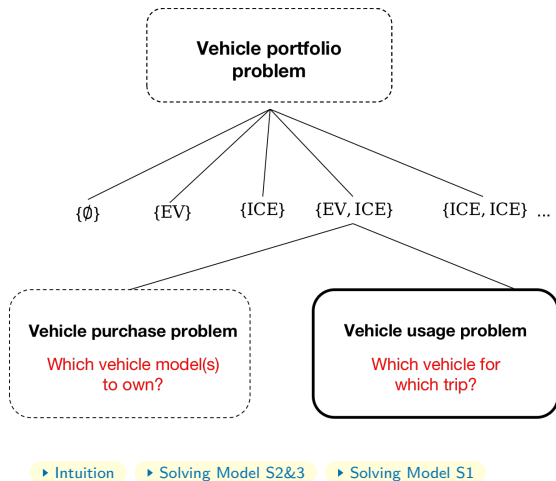 Vehicle portfolio
problem
{∅} {EV} {ICE} {EV, ICE} {ICE, ICE} ...
Vehicle purchase problem
Which vehicle model(s)
to own?
Vehicle usage problem
Which vehicle for
which trip?
Intuition Solving Model S2&3 Solving Model S1